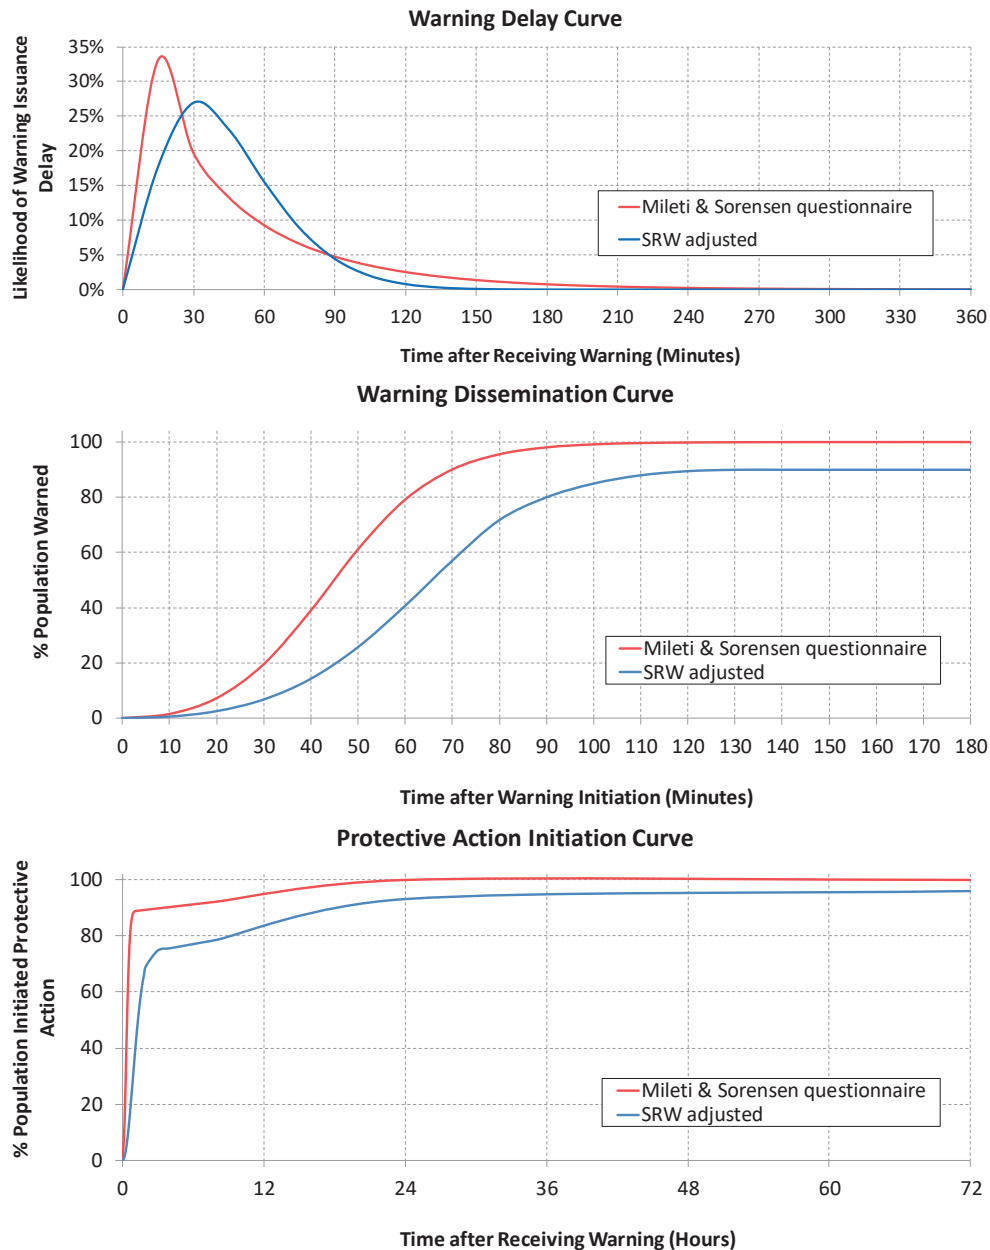 Warning Delay Curve
Likelihood of Warning Issuance
Delay
35%
30%
25%
20%
15%
10%
5%
0%
Mileti & Sorensen questionnaire
SRW adjusted
0 30 60 90 120 150 180 210 240 270 300 330 360
Time after Receiving Warning (Minutes)
Warning Dissemination Curve
% Population Warned
100
80
60
40
20
0
Mileti & Sorensen questionnaire
SRW adjusted
0 10 20 30 40 50 60 70 80 90 100 110 120 130 140 150 160 170 180
Time after Warning Initiation (Minutes)
Protective Action Initiation Curve
% Population Initiated Protective
Action
100
80
60
40
20
0
Mileti & Sorensen questionnaire
SRW adjusted
0 12 24 36 48 60 72
Time after Receiving Warning (Hours)